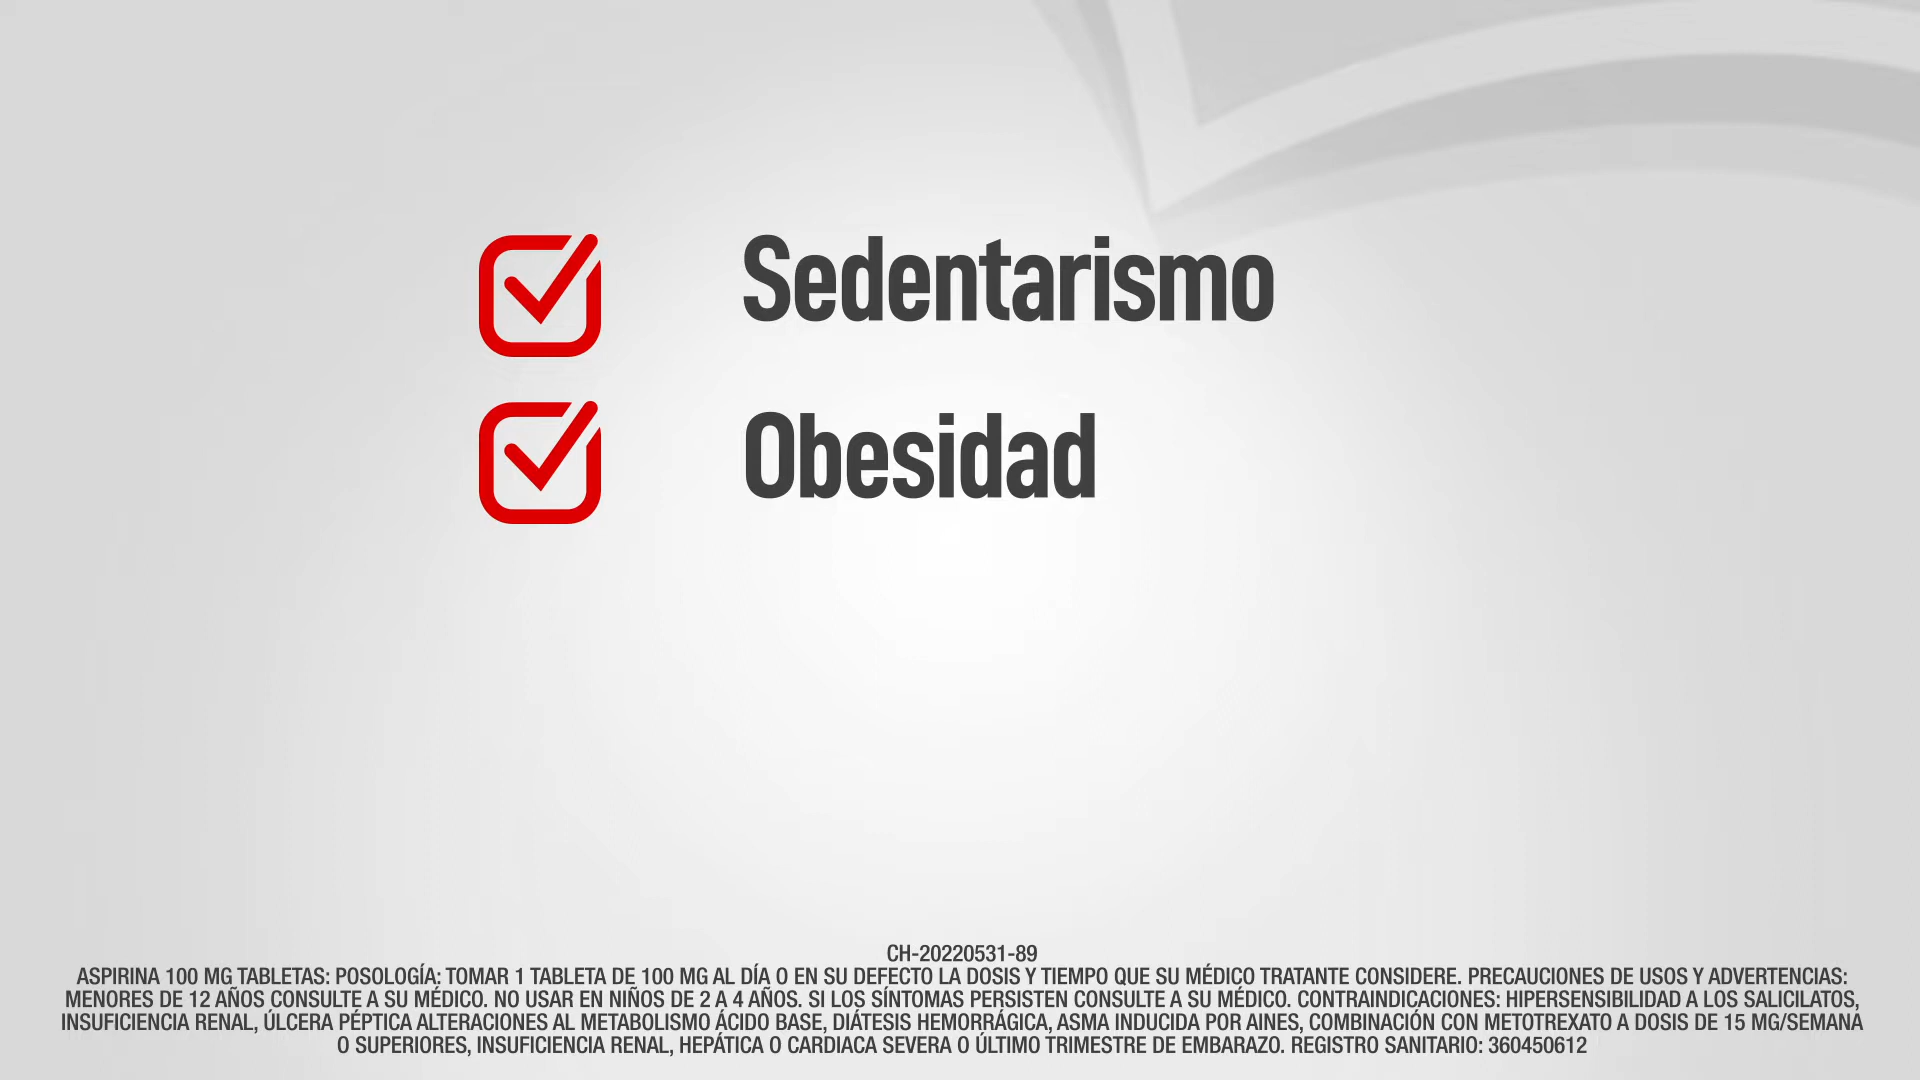 Sedentarismo
Obesidad
CH-20220531-89
ASPIRINA 100 MG TABLETAS: POSOLOGÍA: TOMAR 1 TABLETA DE 100 MG AL DÍA O EN SU DEFECTO LA DOSIS Y TIEMPO QUE SU MÉDICO TRATANTE CONSIDERE. PRECAUCIONES DE USOS Y ADVERTENCIAS:
MENORES DE 12 AÑOS CONSULTE A SU MÉDICO. NO USAR EN NIÑOS DE 2 A 4 AÑOS. SI LOS SÍNTOMAS PERSISTEN CONSULTE A SU MÉDICO. CONTRAINDICACIONES: HIPERSENSIBILIDAD A LOS SALICILATOS,
INSUFICIENCIA RENAL, ÚLCERA PÉPTICA ALTERACIONES AL METABOLISMO ÁCIDO BASE, DIÁTESIS HEMORRÁGICA, ASMA INDUCIDA POR AINES, COMBINACIÓN CON METOTREXATO A DOSIS DE 15 MG/SEMANA
O SUPERIORES, INSUFICIENCIA RENAL, HEPÁTICA O CARDIACA SEVERA O ÚLTIMO TRIMESTRE DE EMBARAZO. REGISTRO SANITARIO: 360450612